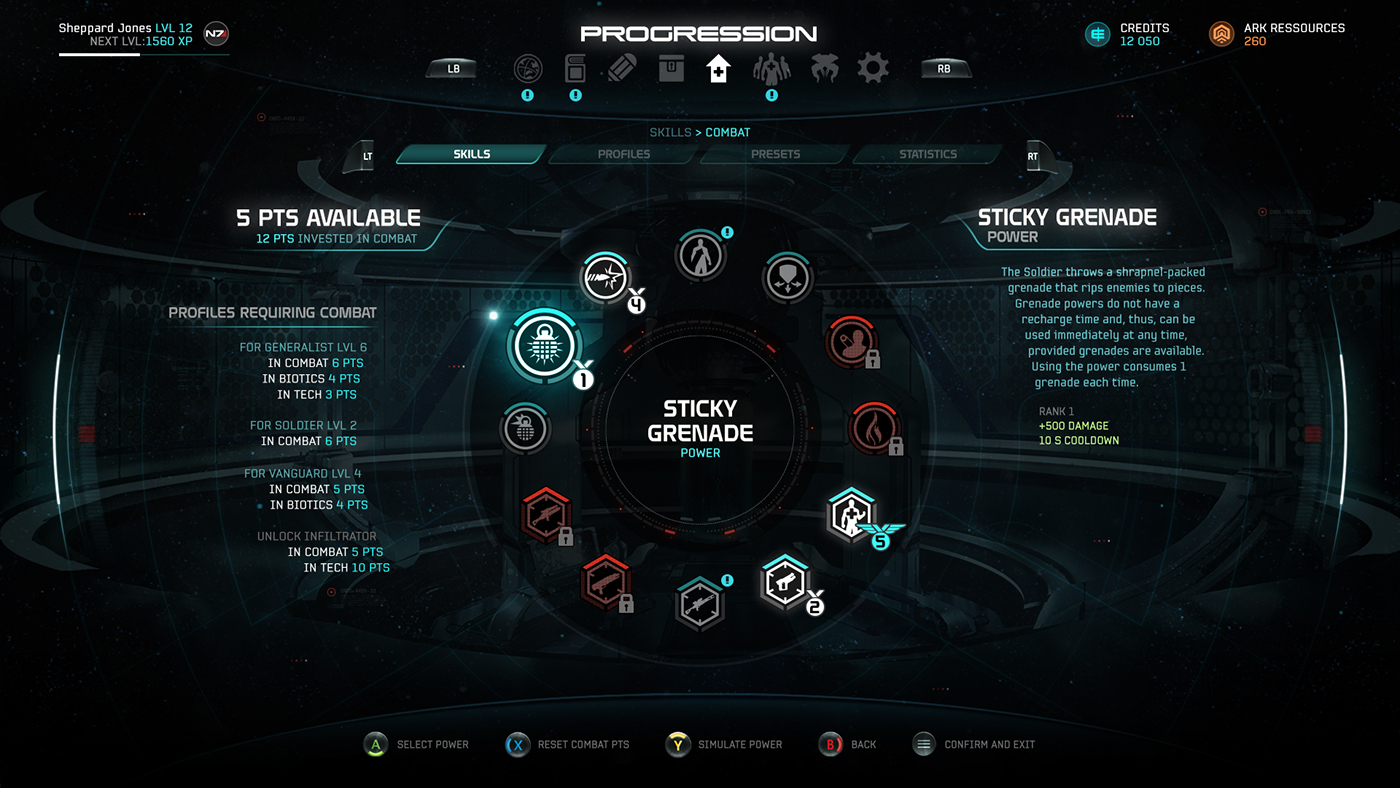 Sheppard Jones LVL 12
NEXT LVL:1560 XP
N7
PROGRESSION
CREDITS
12 050
ARK RESSOURCES
260
LB
RB
SKILLS > COMBAT
LT
SKILLS
PROFILES
PRESETS
STATISTICS
RT
5 PTS AVAILABLE
12 PTS INVESTED IN COMBAT
PROFILES REQUIRING COMBAT
FOR GENERALIST LVL 6
IN COMBAT 6 PTS
IN BIOTICS 4 PTS
IN TECH 3 PTS
FOR SOLDIER LVL 2
IN COMBAT 6 PTS
FOR VANGUARD LVL 4
IN COMBAT 5 PTS
IN BIOTICS 4 PTS
UNLOCK INFILTRATOR
IN COMBAT 5 PTS
IN TECH 10 PTS
4
1
STICKY
GRENADE
POWER
5
2
STICKY GRENADE
POWER
The Soldier throws a shrapnel-packed
grenade that rips enemies to pieces.
Grenade powers do not have a
recharge time and, thus, can be
used immediately at any time,
provided grenades are available.
Using the power consumes 1
grenade each time.
RANK 1
+500 DAMAGE
10 S COOLDOWN
A SELECT POWER
X RESET COMBAT PTS
Y SIMULATE POWER
B BACK
CONFIRM AND EXIT